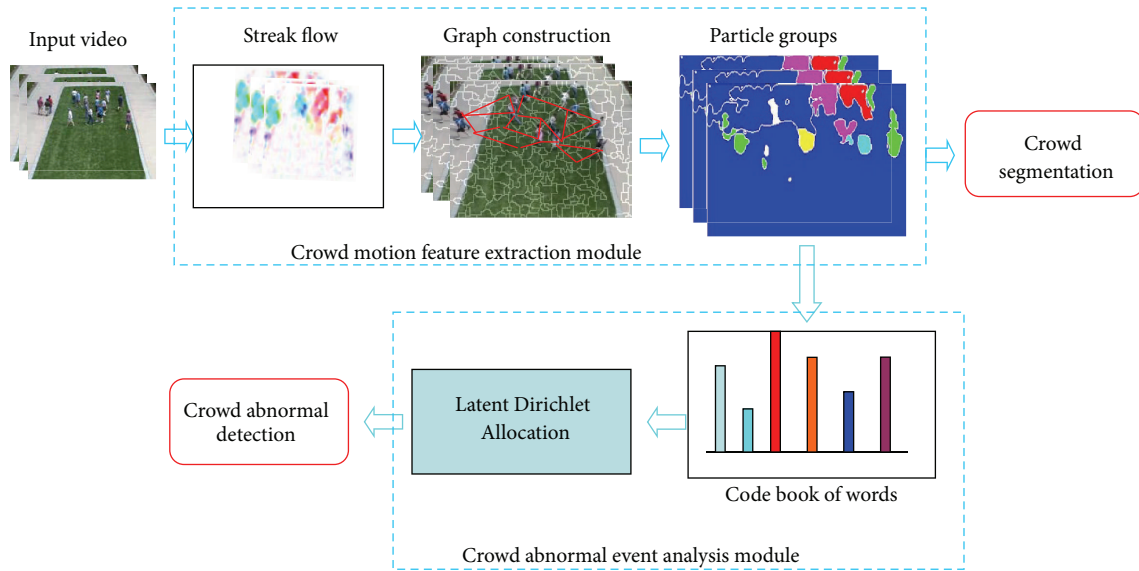 Input video
Streak flow
Graph construction
Particle groups
Crowd
segmentation
Crowd motion feature extraction module
Crowd abnormal
detection
Latent Dirichlet
Allocation
Code book of words
Crowd abnormal event analysis module